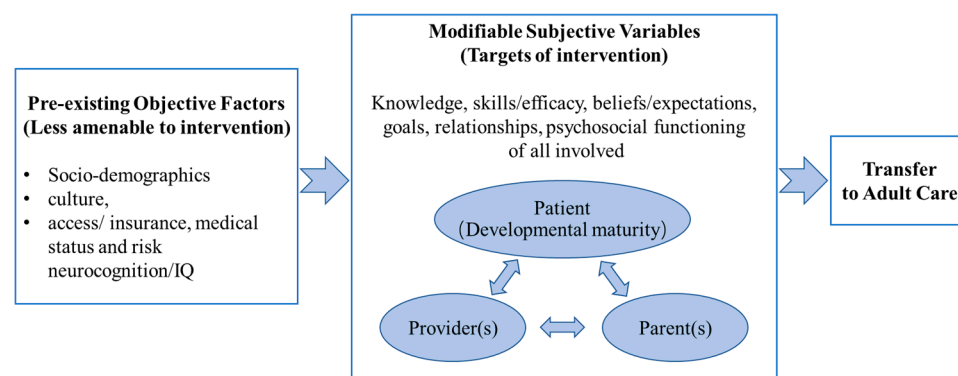 Pre-existing Objective Factors
(Less amenable to intervention)
• Socio-demographics
• culture,
• access/ insurance, medical
status and risk
neurocognition/IQ
Modifiable Subjective Variables
(Targets of intervention)
Knowledge, skills/efficacy, beliefs/expectations,
goals, relationships, psychosocial functioning
of all involved
Patient
(Developmental maturity)
Provider(s)
Parent(s)
Transfer
to Adult Care